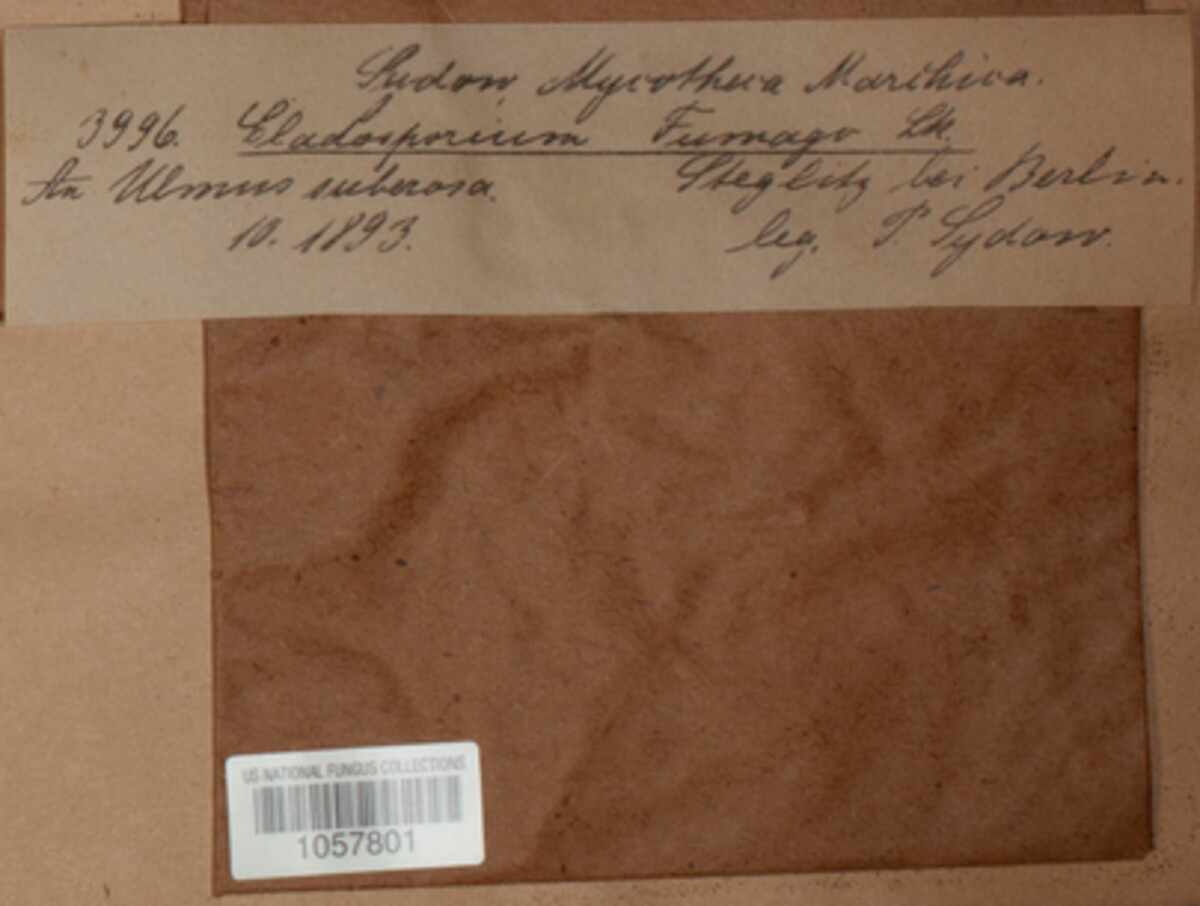 Sydow, Mycotheca Marchica.
3996. Cladosporium Fumago Lk.
An Ulmus suberosa. Steglitz bei Berlin.
10. 1893. leg. P. Sydow.
US NATIONAL FUNGUS COLLECTIONS
1057801